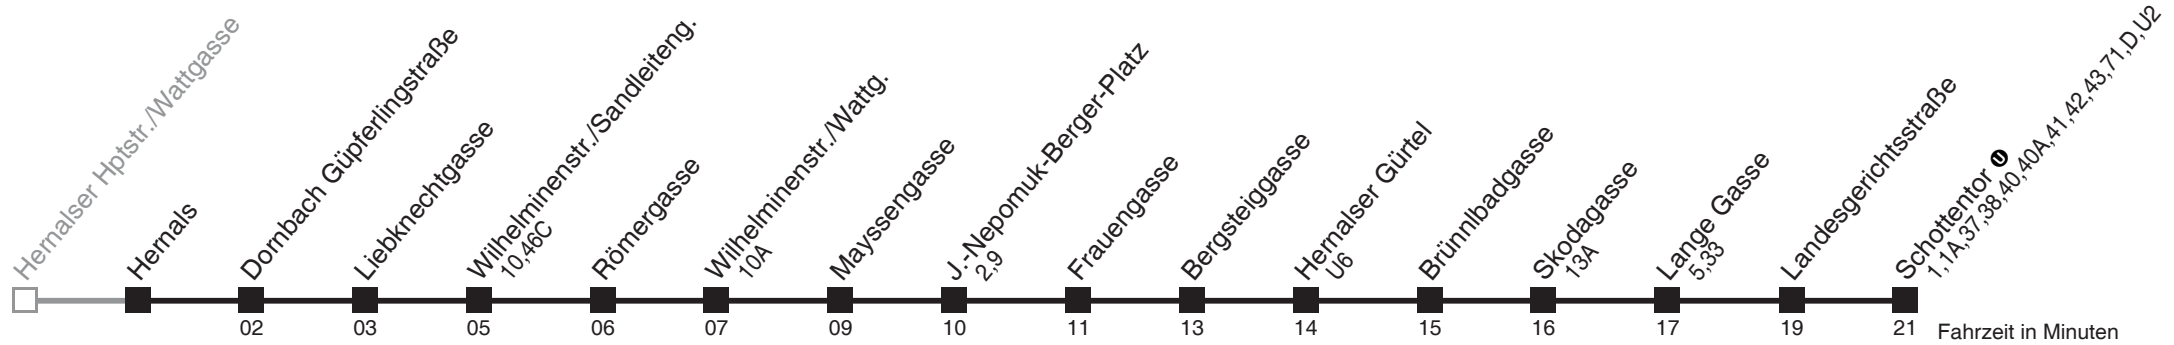 Hernalser Hptstr./Wattgasse
Hernals
Dornbach Güpferlingstraße
Liebknechtgasse
Wilhelminenstr./Sandleiteng.
10,46C
Römergasse
Wilhelminenstr./Wattg.
10A
Mayssengasse
J.-Nepomuk-Berger-Platz
2,9
Frauengasse
Bergsteiggasse
Hernalser Gürtel
U6
Brünnlbadgasse
Skodagasse
13A
Lange Gasse
5,33
Landesgerichtsstraße
Schottentor U
1,1A,37,38,40,40A,41,42,43,71,D,U2
02 03 05 06 07 09 10 11 13 14 15 16 17 19 21 Fahrzeit in Minuten